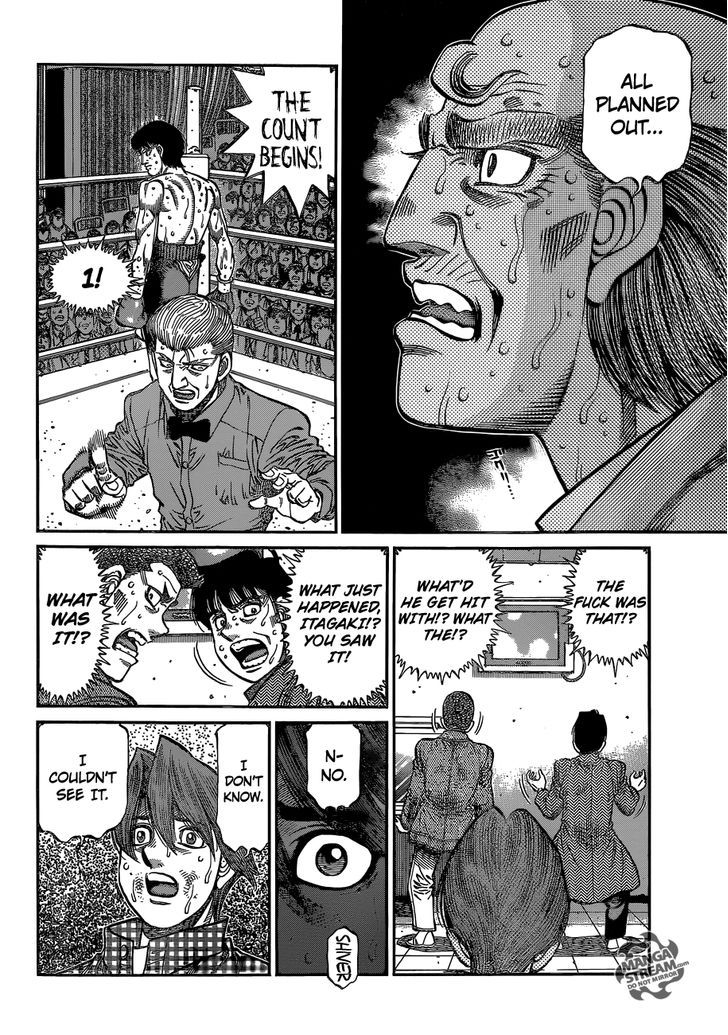 ALL
PLANNED
OUT...
THE
COUNT
BEGINS!
1!
THE
FUCK WAS
THAT!?
WHAT'D
HE GET HIT
WITH!? WHAT
THE!?
WHAT JUST
HAPPENED,
ITAGAKI!?
YOU SAW
IT!
WHAT
WAS
IT!?
N-
NO.
SHIVER
I
DON'T
KNOW.
I
COULDN'T
SEE IT.
MANGA
STREAM.com
DO NOT MIRROR